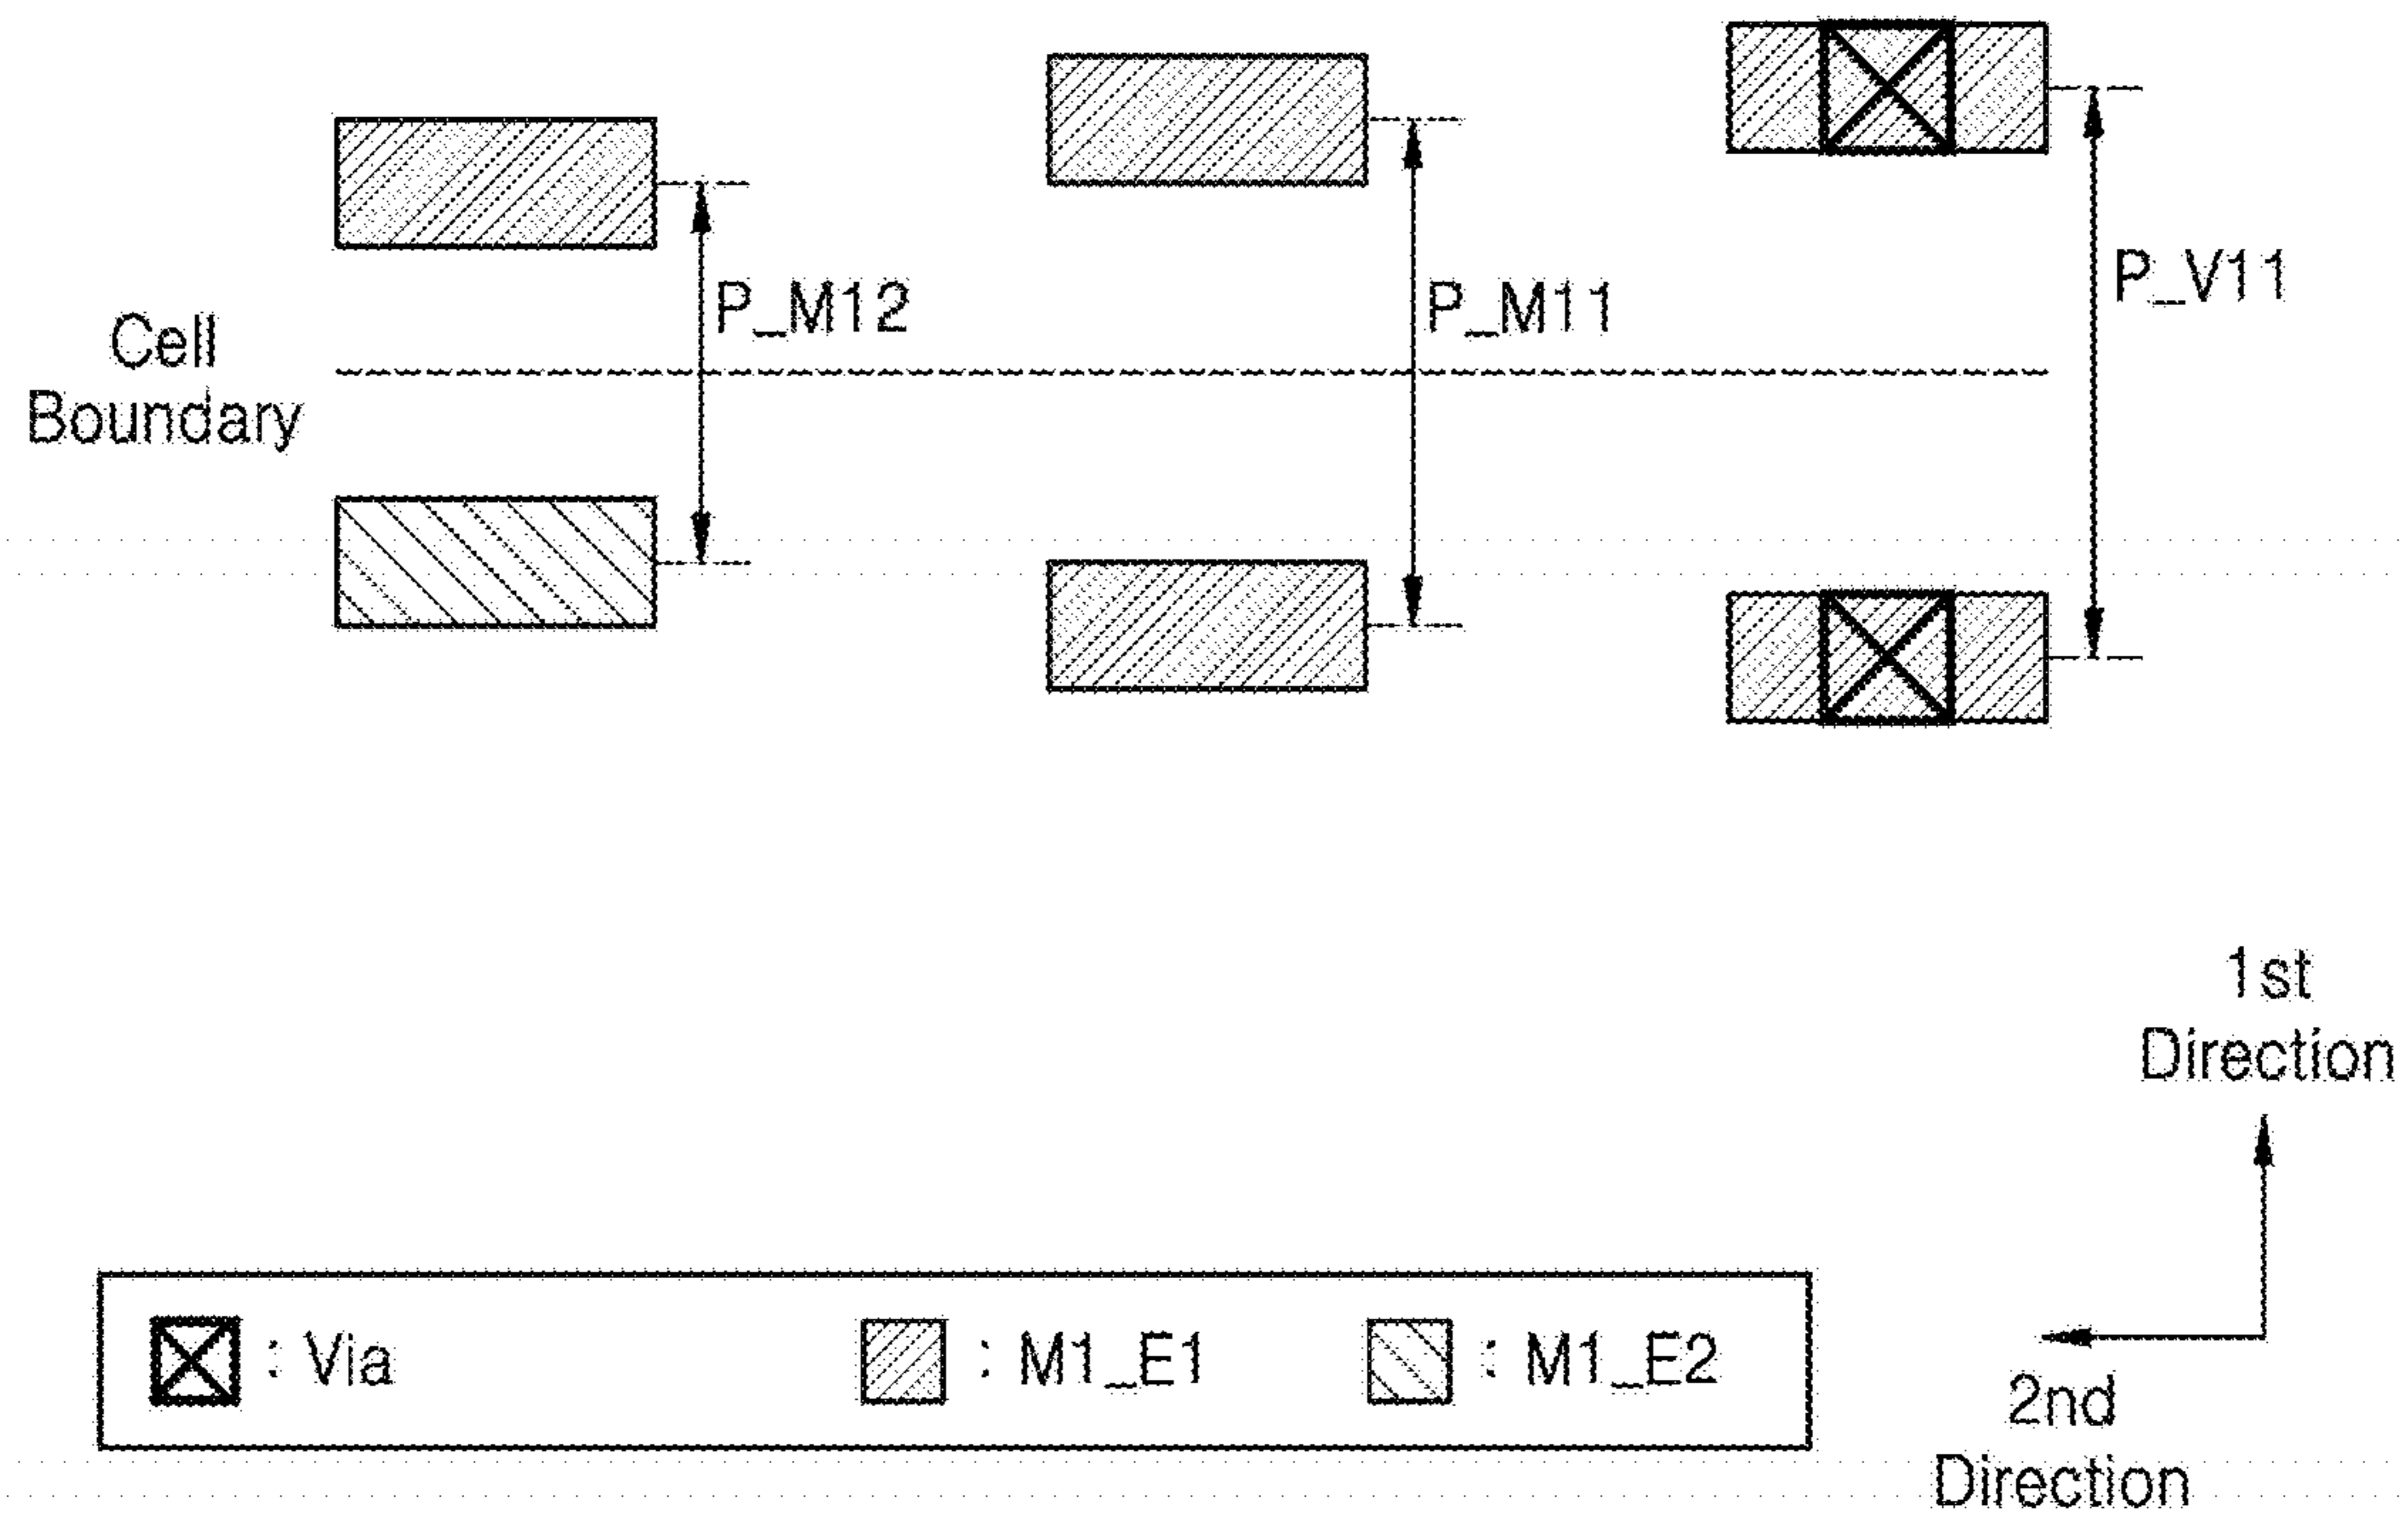 P_V11
P_M12
P_M11
Cell
Boundary
1st
Direction
: Via
: M1_E1
: M1_E2
2nd
Direction